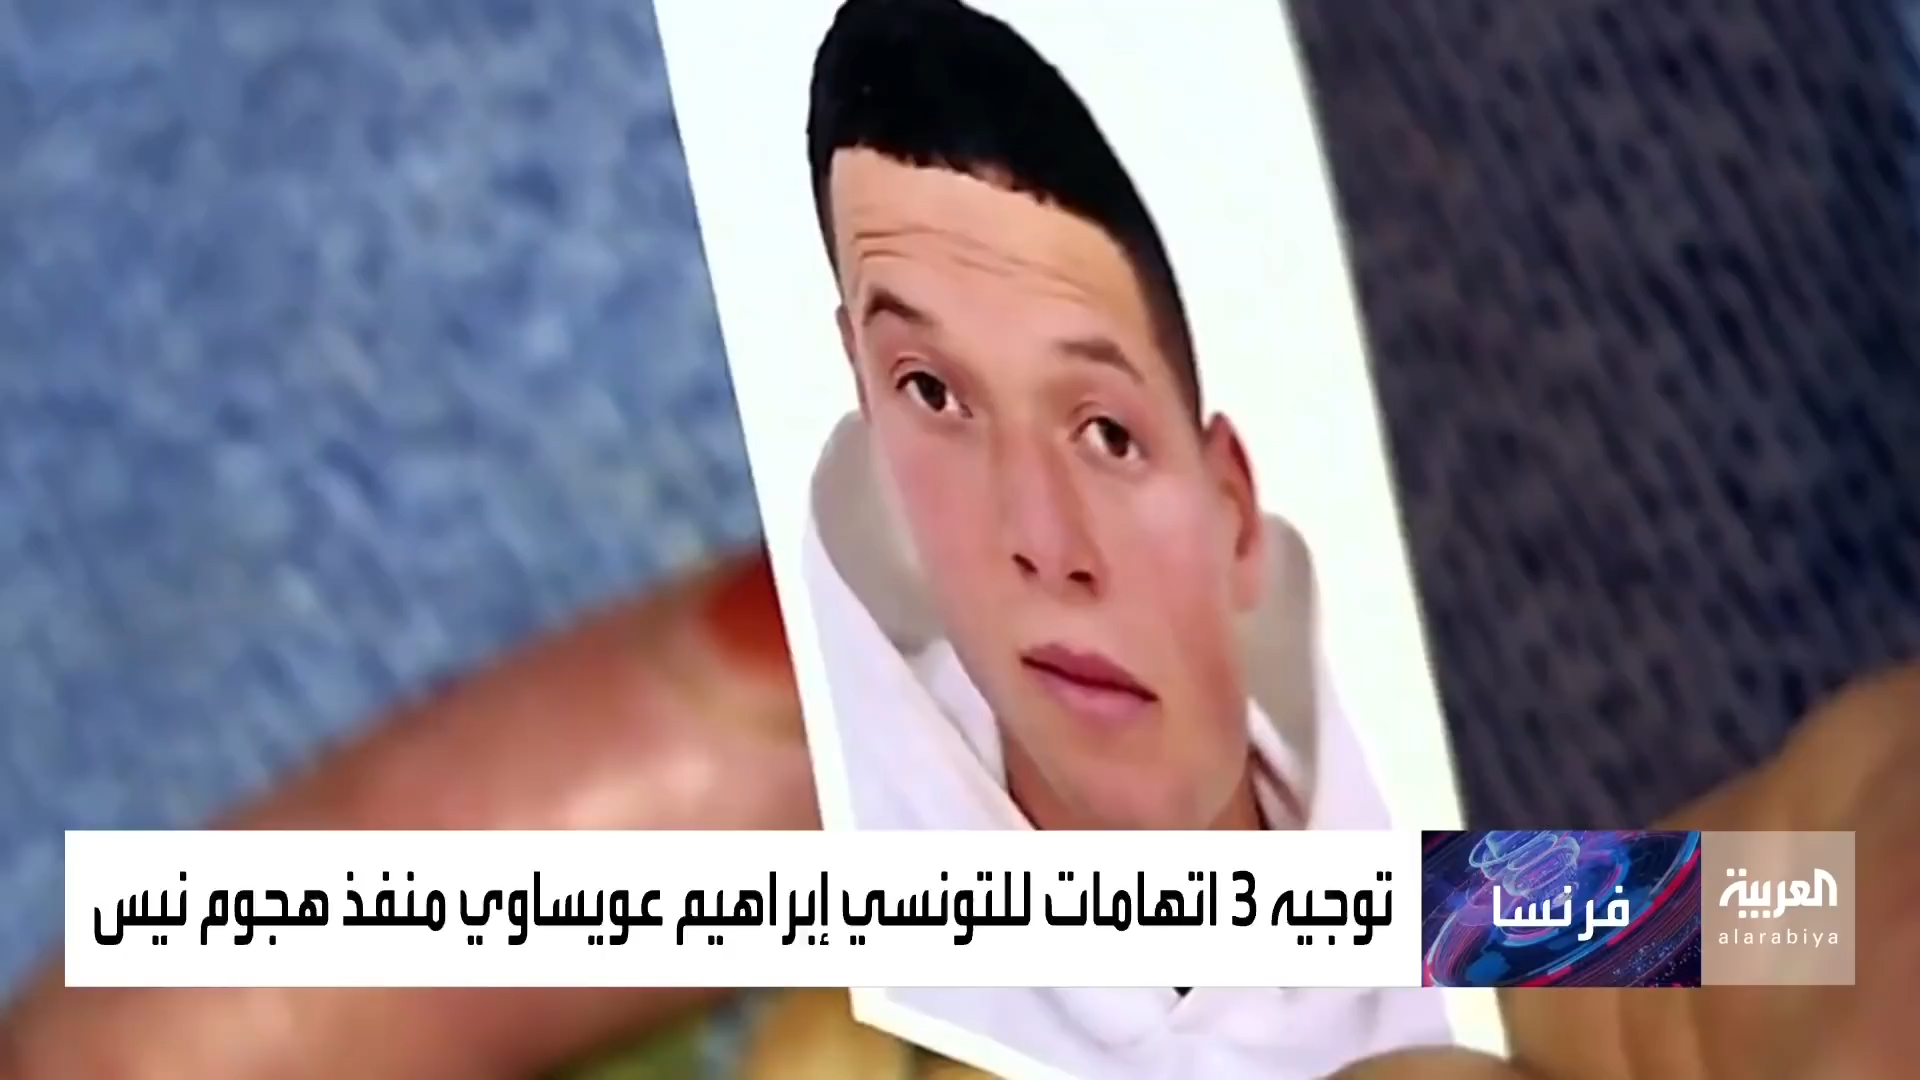 توجيه 3 اتهامات للتونسي إبراهيم عويساوي منفذ هجوم نيس
فرنسا
العربية
alarabiya